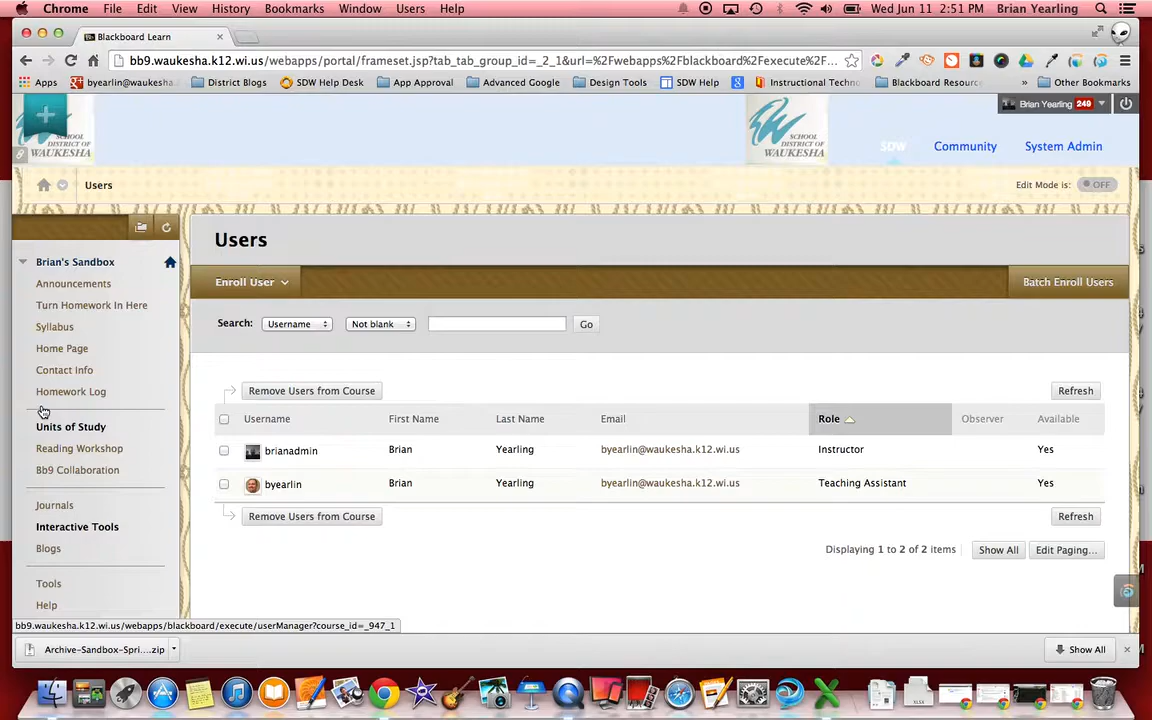 Chrome File Edit View History Bookmarks Window Users Help Wed Jun 11 2:51 PM Brian Yearling
Blackboard Learn
bb9.waukesha.k12.wi.us/webapps/portal/frameset.jsp?tab_tab_group_id=_2_1&url=%2Fwebapps%2Fblackboard%2Fexecute%2F...
Apps byearlin@waukesha. District Blogs SDW Help Desk App Approval Advanced Google Design Tools SDW Help Instructional Techno Blackboard Resourc » Other Bookmarks
Brian Yearling 249
SCHOOL DISTRICT OF WAUKESHA
SCHOOL DISTRICT OF WAUKESHA
SDW Community System Admin
Users Edit Mode is: OFF
Users
Brian's Sandbox
Announcements
Turn Homework In Here
Syllabus
Home Page
Contact Info
Homework Log
Units of Study
Reading Workshop
Bb9 Collaboration
Journals
Interactive Tools
Blogs
Tools
Help
Enroll User Batch Enroll Users
Search: Username Not blank Go
Remove Users from Course Refresh
Username First Name Last Name Email Role Observer Available
brianadmin Brian Yearling byearlin@waukesha.k12.wi.us Instructor Yes
byearlin Brian Yearling byearlin@waukesha.k12.wi.us Teaching Assistant Yes
Remove Users from Course Refresh
Displaying 1 to 2 of 2 items Show All Edit Paging...
bb9.waukesha.k12.wi.us/webapps/blackboard/execute/userManager?course_id=_947_1
Archive-Sandbox-Spri....zip Show All